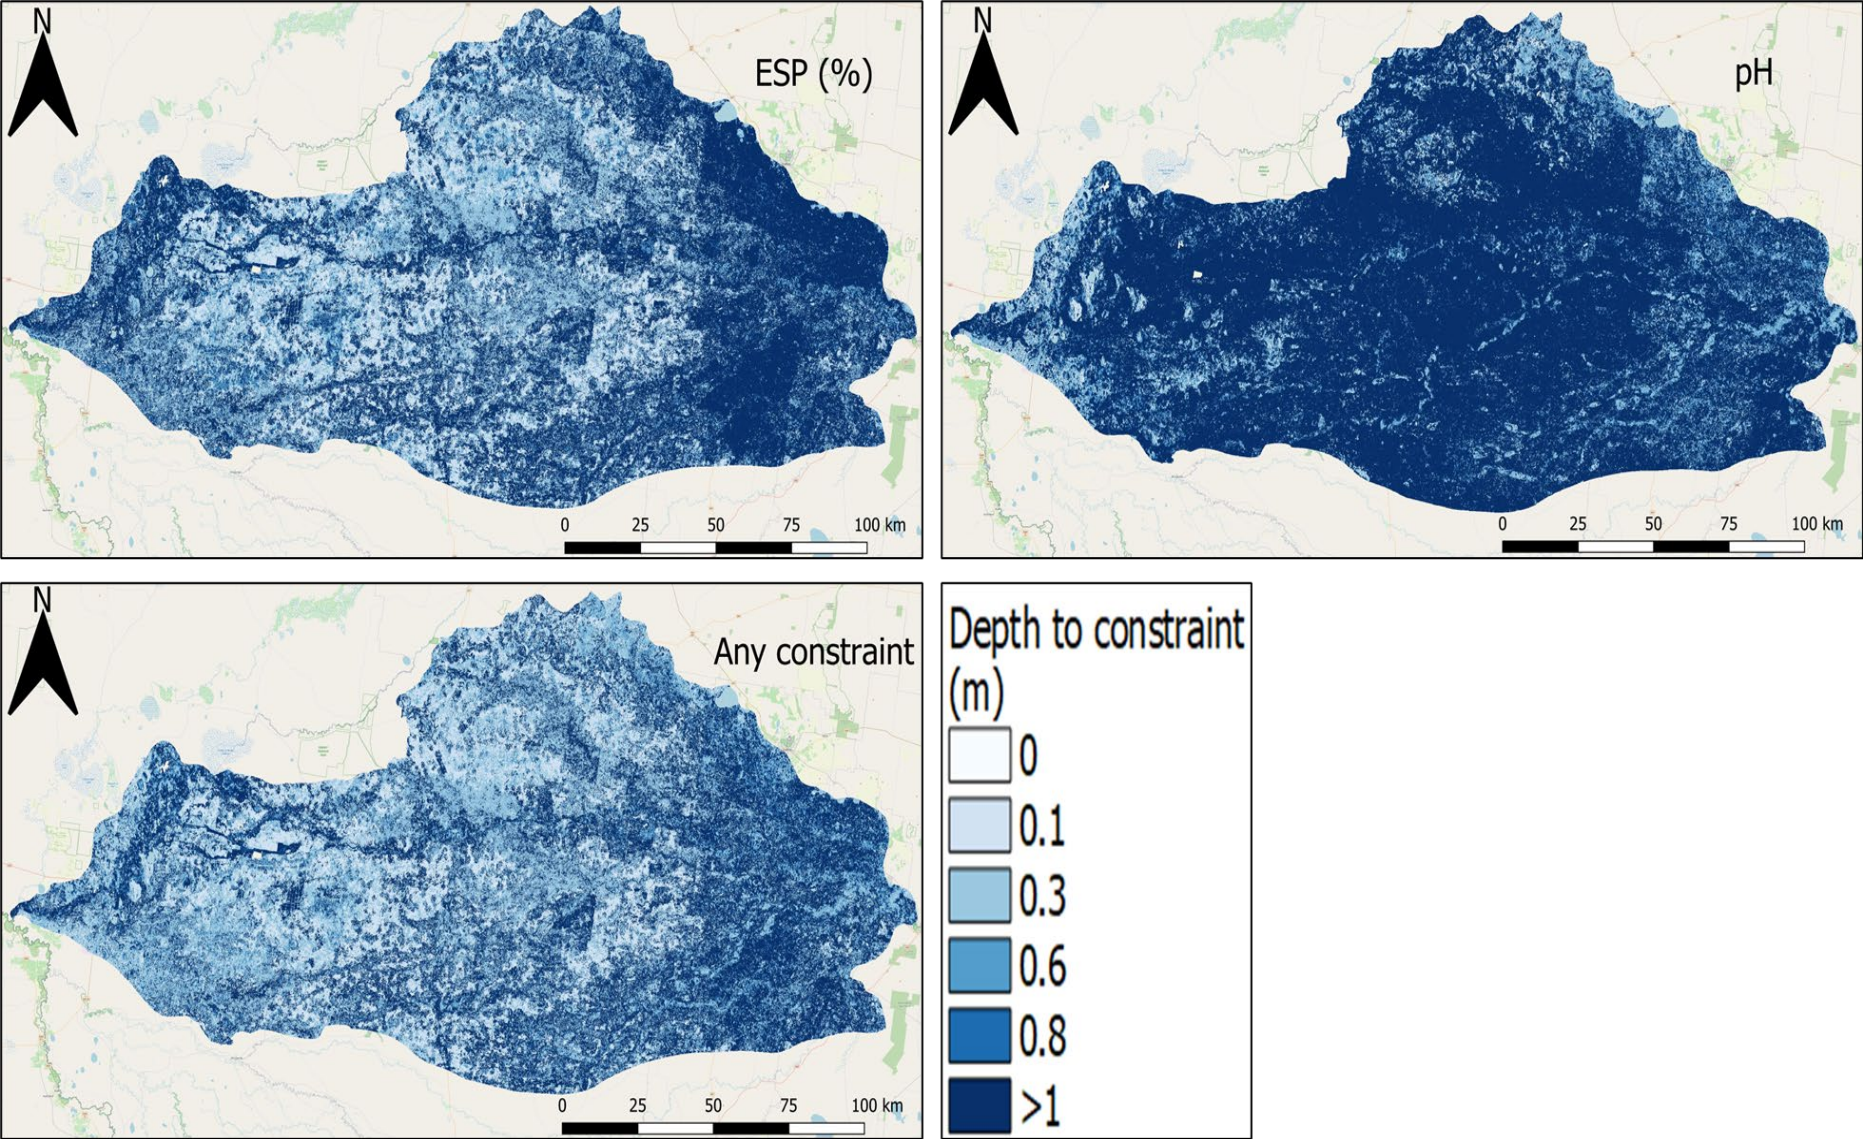 N
ESP (%)
0 25 50 75 100 km
N
pH
0 25 50 75 100 km
N
Any constraint
0 25 50 75 100 km
Depth to constraint
(m)
0
0.1
0.3
0.6
0.8
>1